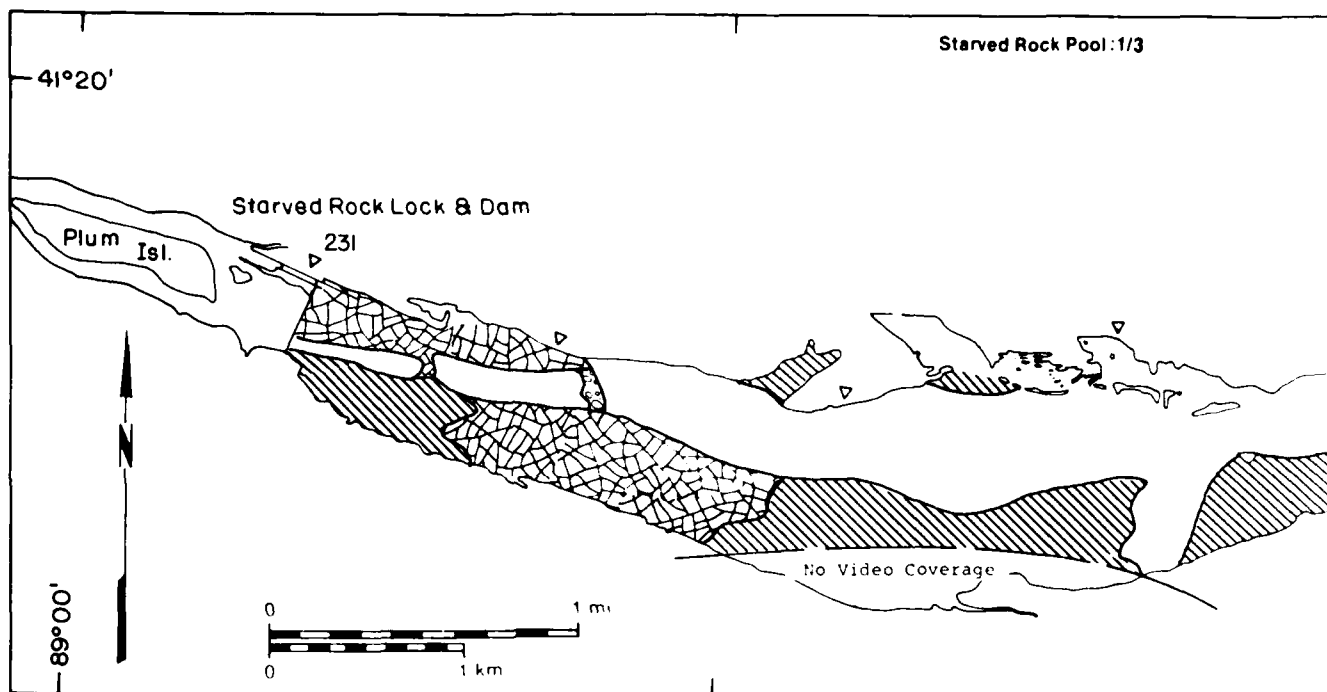 Starved Rock Pool:1/3
41°20'
Starved Rock Lock & Dam
231
Plum
Isl.
N
No Video Coverage
0 1 mi
0 1 km
89°00'